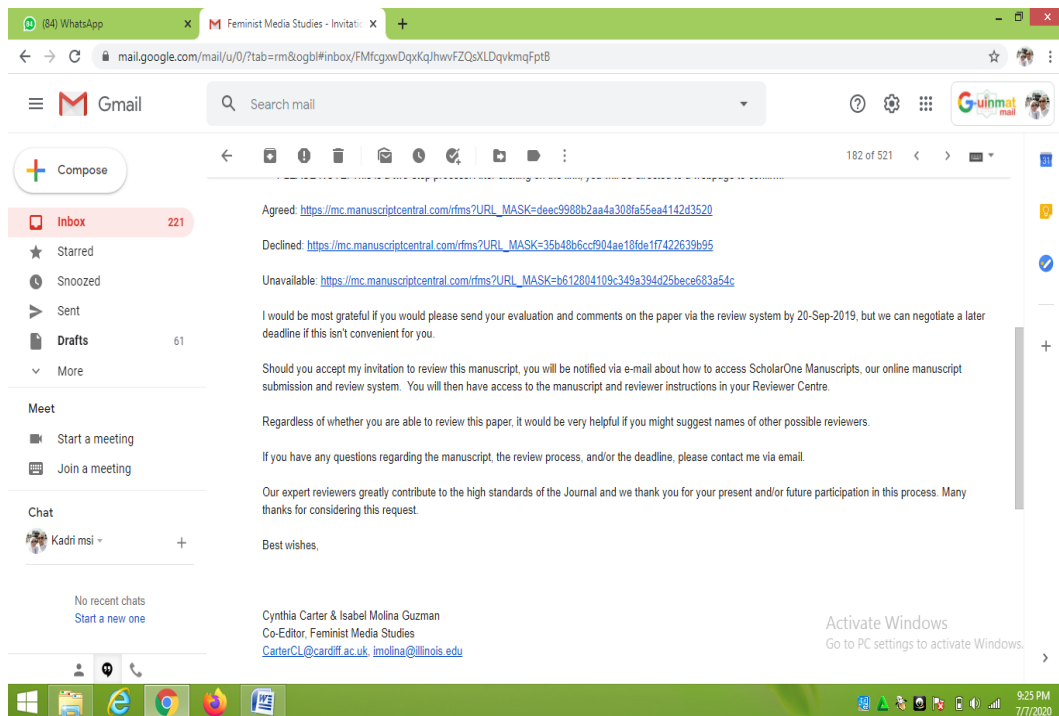 (84) WhatsApp
Feminist Media Studies - Invitatio
mail.google.com/mail/u/0/?tab=rm&ogbl#inbox/FMfcgxwDqxKqJhwvFZQsXLDqvkmqFptB
Gmail
Search mail
G-uinmat
mail
Compose
182 of 521
Inbox 221
Starred
Snoozed
Sent
Drafts 61
More
Meet
Start a meeting
Join a meeting
Chat
Kadri msi
No recent chats
Start a new one
Agreed: https://mc.manuscriptcentral.com/rfms?URL_MASK=deec9988b2aa4a308fa55ea4142d3520
Declined: https://mc.manuscriptcentral.com/rfms?URL_MASK=35b48b6ccf904ae18fde1f7422639b95
Unavailable: https://mc.manuscriptcentral.com/rfms?URL_MASK=b612804109c349a394d25bece683a54c
I would be most grateful if you would please send your evaluation and comments on the paper via the review system by 20-Sep-2019, but we can negotiate a later
deadline if this isn't convenient for you.
Should you accept my invitation to review this manuscript, you will be notified via e-mail about how to access ScholarOne Manuscripts, our online manuscript
submission and review system. You will then have access to the manuscript and reviewer instructions in your Reviewer Centre.
Regardless of whether you are able to review this paper, it would be very helpful if you might suggest names of other possible reviewers.
If you have any questions regarding the manuscript, the review process, and/or the deadline, please contact me via email.
Our expert reviewers greatly contribute to the high standards of the Journal and we thank you for your present and/or future participation in this process. Many
thanks for considering this request.
Best wishes,
Cynthia Carter & Isabel Molina Guzman
Co-Editor, Feminist Media Studies
CarterCL@cardiff.ac.uk, imolina@illinois.edu
Activate Windows
Go to PC settings to activate Windows.
9:25 PM
7/7/2020